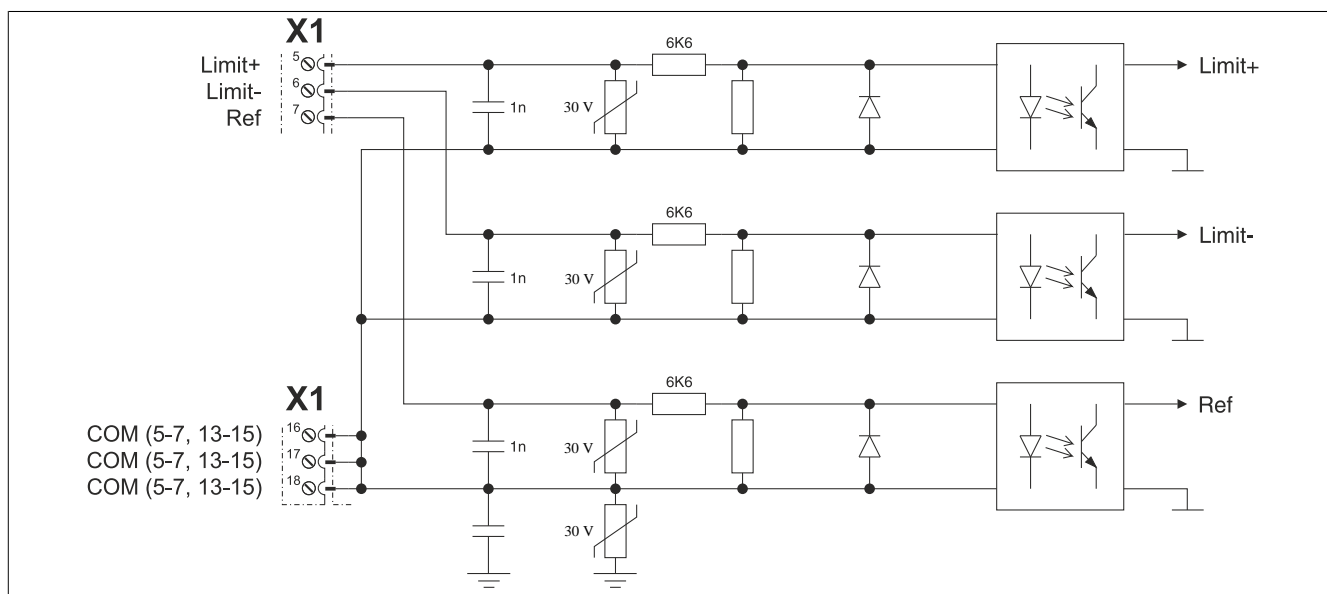 X1
6K6
Limit+ 5 Limit+
Limit- 6
Ref 7
1n 30 V
6K6
Limit-
1n 30 V
6K6
X1
Ref
COM (5-7, 13-15) 16
1n 30 V
COM (5-7, 13-15) 17
COM (5-7, 13-15) 18
30 V